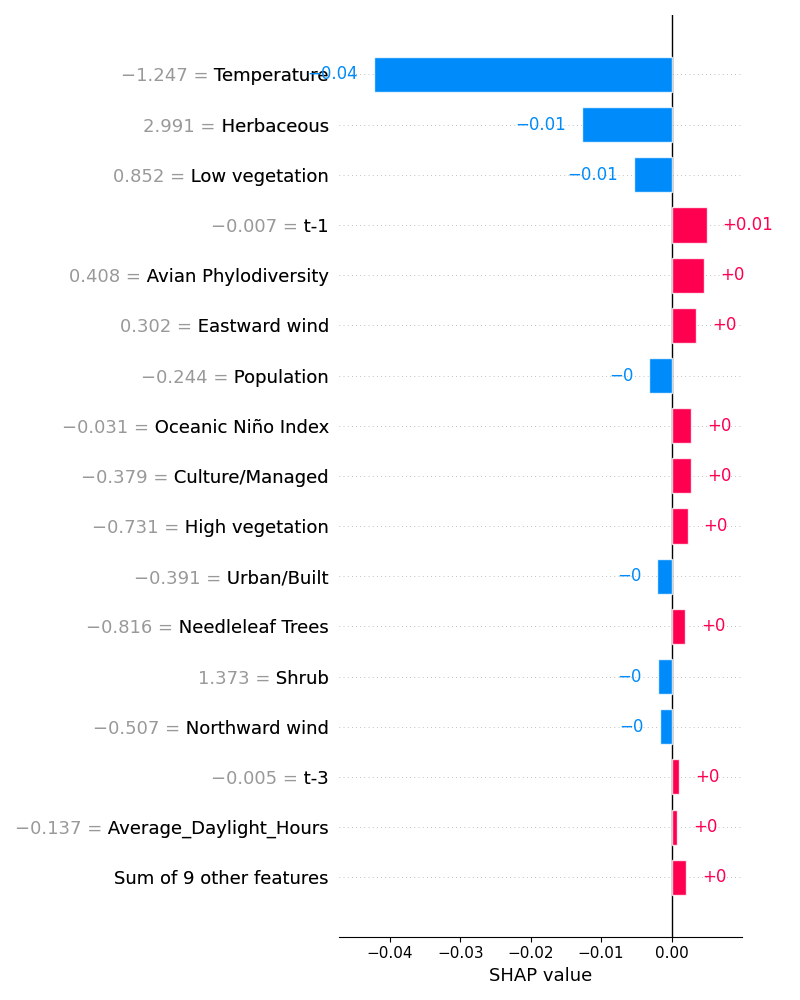 −1.247 = Temperature −0.04
2.991 = Herbaceous −0.01
0.852 = Low vegetation −0.01
−0.007 = t-1 +0.01
0.408 = Avian Phylodiversity +0
0.302 = Eastward wind +0
−0.244 = Population −0
−0.031 = Oceanic Niño Index +0
−0.379 = Culture/Managed +0
−0.731 = High vegetation +0
−0.391 = Urban/Built −0
−0.816 = Needleleaf Trees +0
1.373 = Shrub −0
−0.507 = Northward wind −0
−0.005 = t-3 +0
−0.137 = Average_Daylight_Hours +0
Sum of 9 other features +0
−0.04 −0.03 −0.02 −0.01 0.00
SHAP value